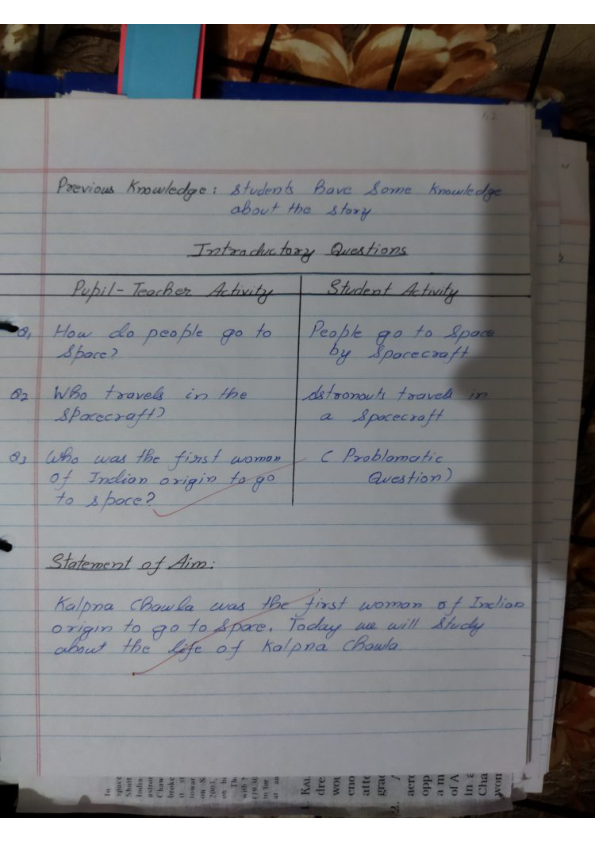 Previous Knowledge: Students have some knowledge
about the story
Introductory Questions
Pupil-Teacher Activity
Student Activity
Q1 How do people go to
space?
People go to space
by spacecraft
Q2 Who travels in the
spacecraft?
Astronauts travels in
a spacecraft
Q3 Who was the first woman
of Indian origin to go
to space?
( Problamatic
Question)
Statement of Aim:
Kalpna Chawla was the first woman of Indian
origin to go to space. Today we will study
about the life of Kalpna Chawla